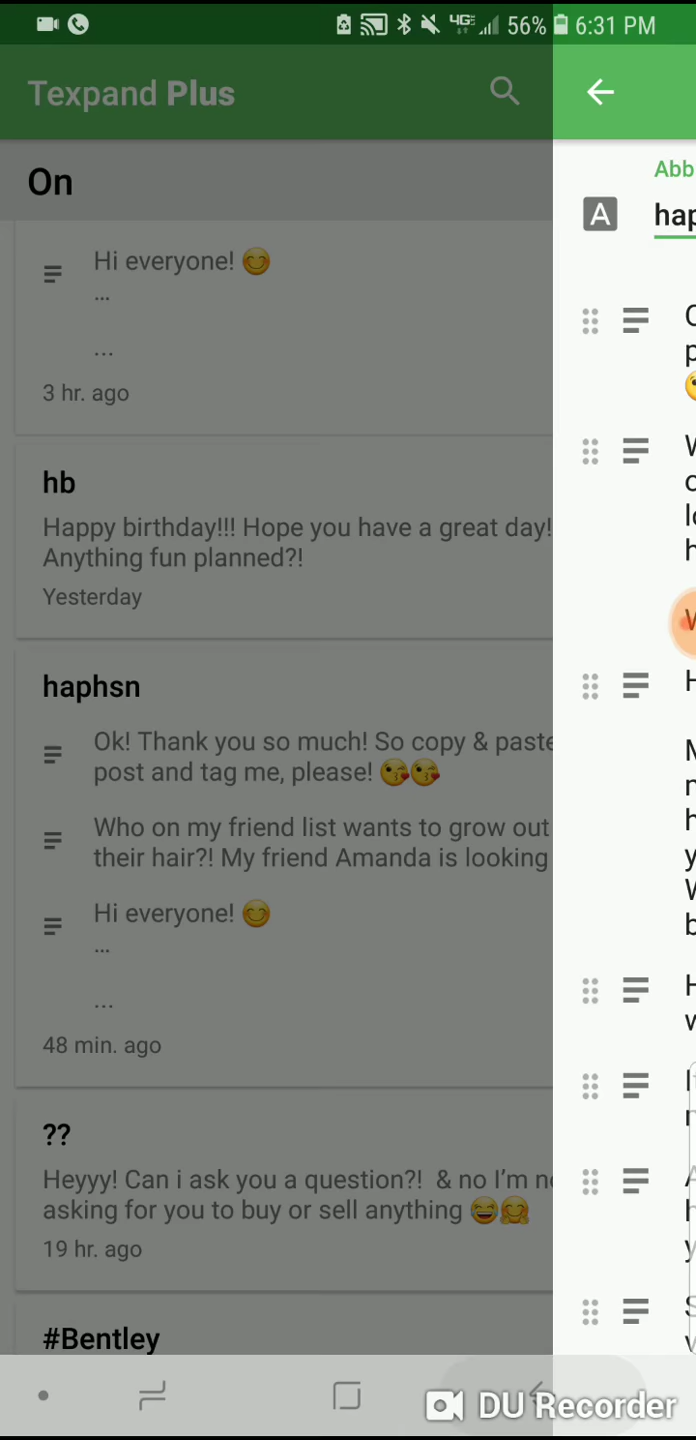 4GE 56% 6:31 PM
Texpand Plus
On
Hi everyone! 😊
...
...
3 hr. ago
hb
Happy birthday!!! Hope you have a great day!
Anything fun planned?!
Yesterday
haphsn
Ok! Thank you so much! So copy & paste
post and tag me, please! 😘😘
Who on my friend list wants to grow out
their hair?! My friend Amanda is looking
Hi everyone! 😊
...
...
48 min. ago
??
Heyyy! Can i ask you a question?! & no I'm
asking for you to buy or sell anything 😂🤗
19 hr. ago
#Bentley
Abb
A hap
DU Recorder